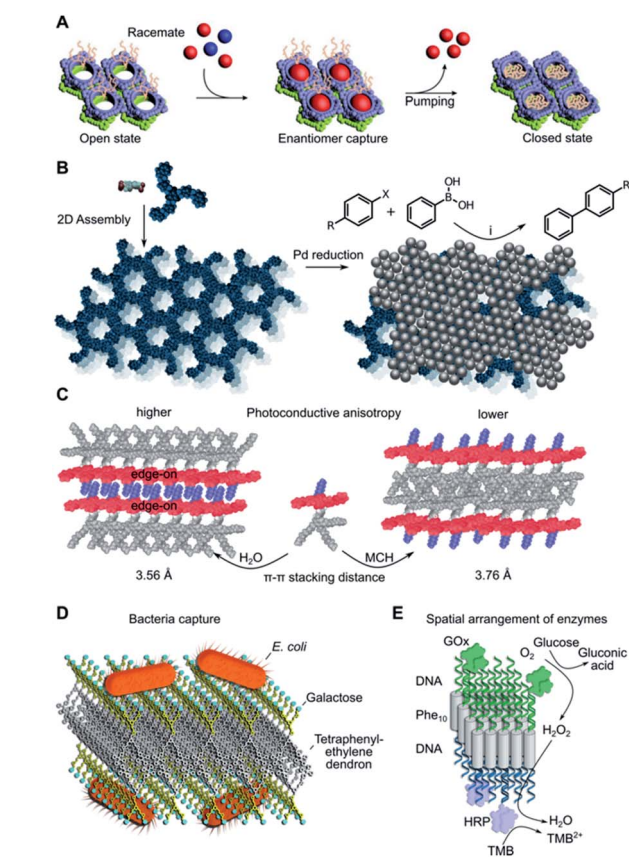 A
Racemate
Pumping
Open state
Enantiomer capture
Closed state
B
2D Assembly
R
X
+
B
OH
OH
i
R
Pd reduction
C
higher
Photoconductive anisotropy
lower
edge-on
edge-on
H2O
MCH
3.56 Å
π-π stacking distance
3.76 Å
D
Bacteria capture
E. coli
Galactose
Tetraphenyl-
ethylene
dendron
E
Spatial arrangement of enzymes
GOx
O2
Glucose
Gluconic
acid
DNA
Phe10
DNA
H2O2
HRP
H2O
TMB2+
TMB